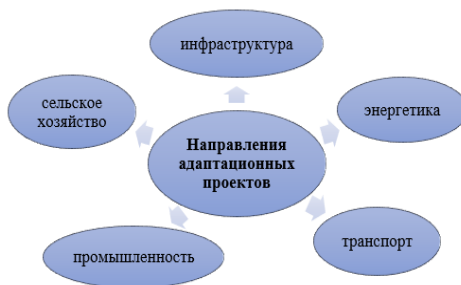 инфраструктура
сельское
хозяйство
энергетика
Направления
адаптационных
проектов
промышленность
транспорт